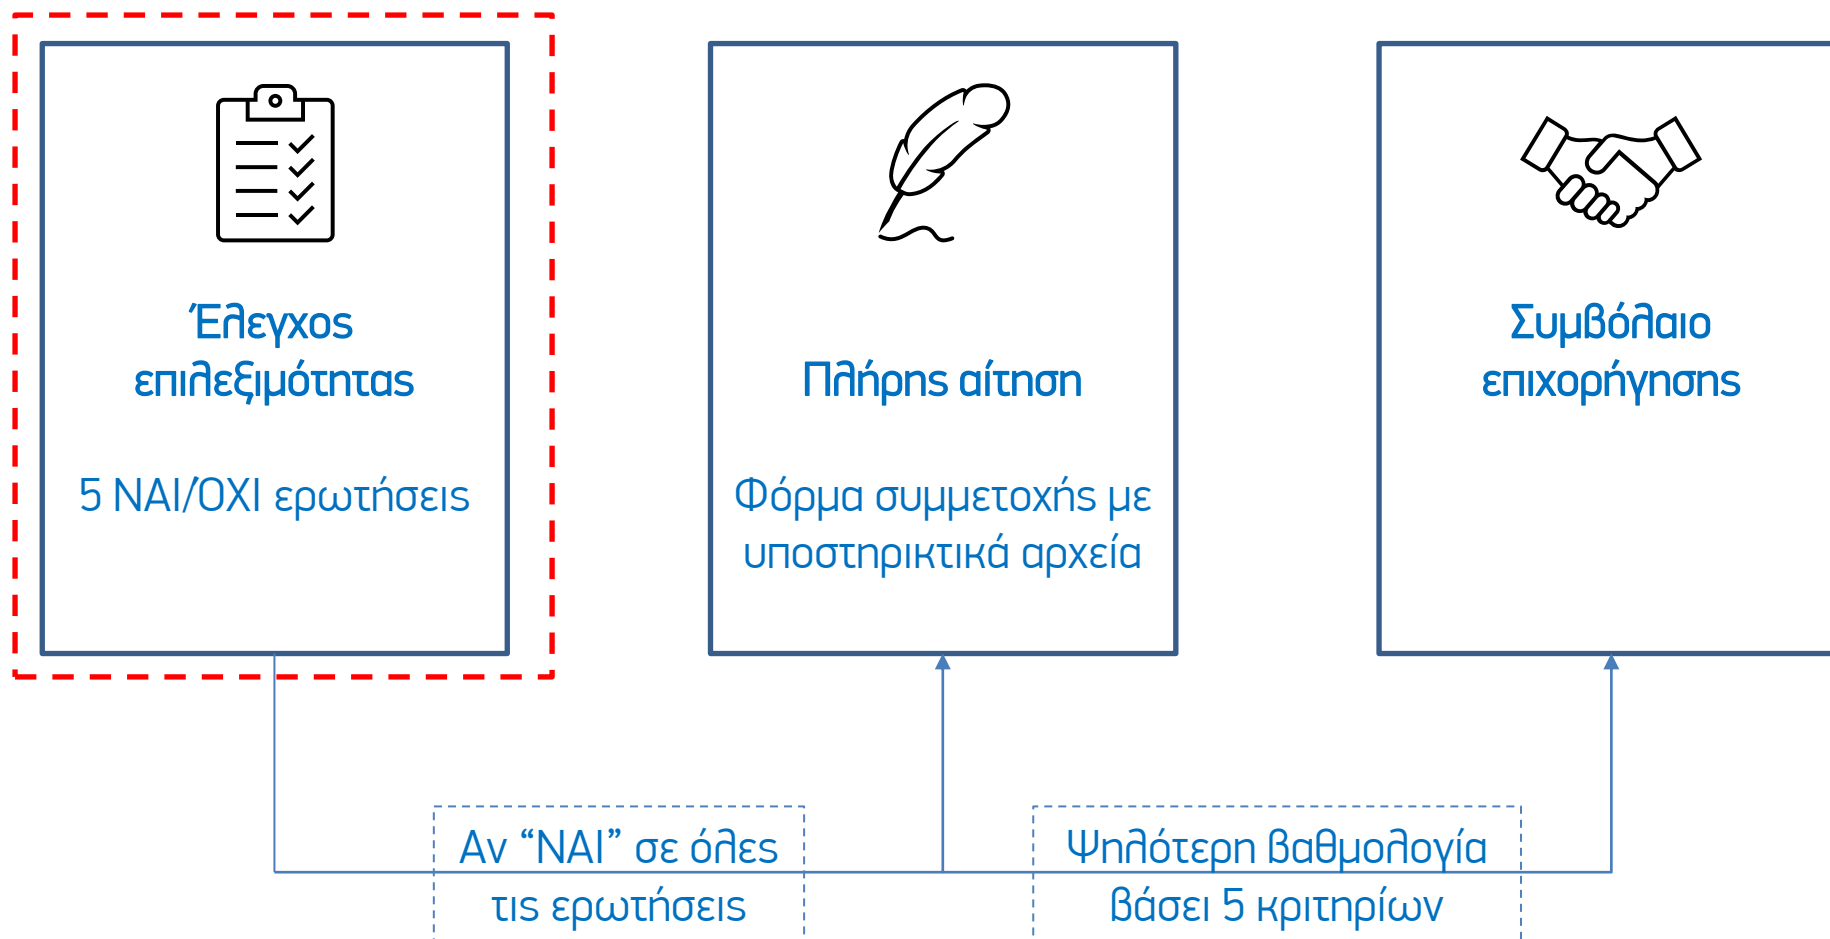 Έλεγχος
επιλεξιμότητας
5 ΝΑΙ/ΟΧΙ ερωτήσεις
Πλήρης αίτηση
Φόρμα συμμετοχής με
υποστηρικτικά αρχεία
Συμβόλαιο
επιχορήγησης
Αν “ΝΑΙ” σε όλες
τις ερωτήσεις
Ψηλότερη βαθμολογία
βάσει 5 κριτηρίων